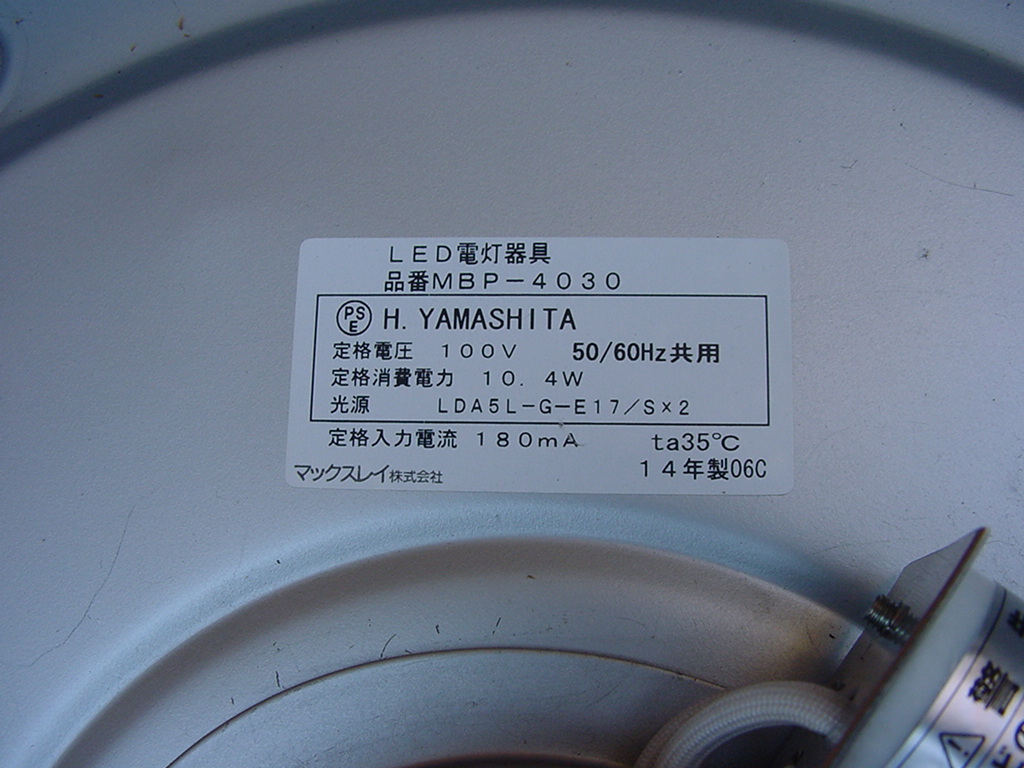 LED電灯器具
品番MBP-4030
PS
E
H. YAMASHITA
定格電圧 100V 50/60Hz共用
定格消費電力 10.4W
光源 LDA5L-G-E17/S×2
定格入力電流 180mA ta35℃
マックスレイ株式会社 14年製06C
警